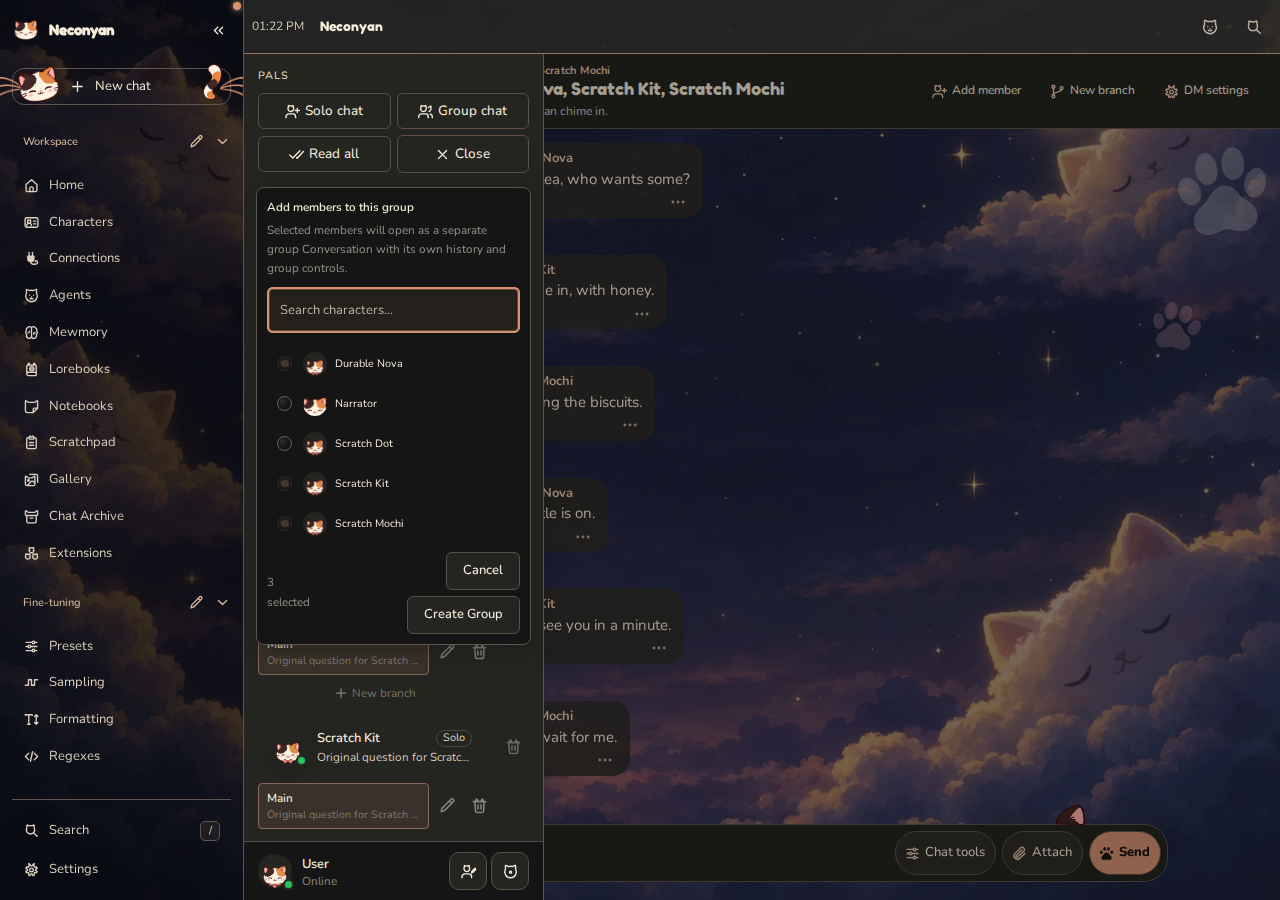 Neconyan
New chat
Workspace
Home
Characters
Connections
Agents
Mewmory
Lorebooks
Notebooks
Scratchpad
Gallery
Chat Archive
Extensions
Fine-tuning
Presets
Sampling
Formatting
Regexes
Search /
Settings
01:22 PM Neconyan
PALS
Solo chat Group chat
Read all Close
Add members to this group
Selected members will open as a separate
group Conversation with its own history and
group controls.
Search characters...
Durable Nova
Narrator
Scratch Dot
Scratch Kit
Scratch Mochi
Cancel
3
selected
Create Group
Main
Original question for Scratch ...
New branch
Scratch Kit Solo
Original question for Scratc...
Main
Original question for Scratch ...
User
Online
Scratch Mochi
Scratch Kit, Scratch Mochi
an chime in.
Add member New branch DM settings
Nova
who wants some?
Kit
in, with honey.
Mochi
the biscuits.
Nova
is on.
Kit
see you in a minute.
Mochi
wait for me.
Chat tools Attach Send